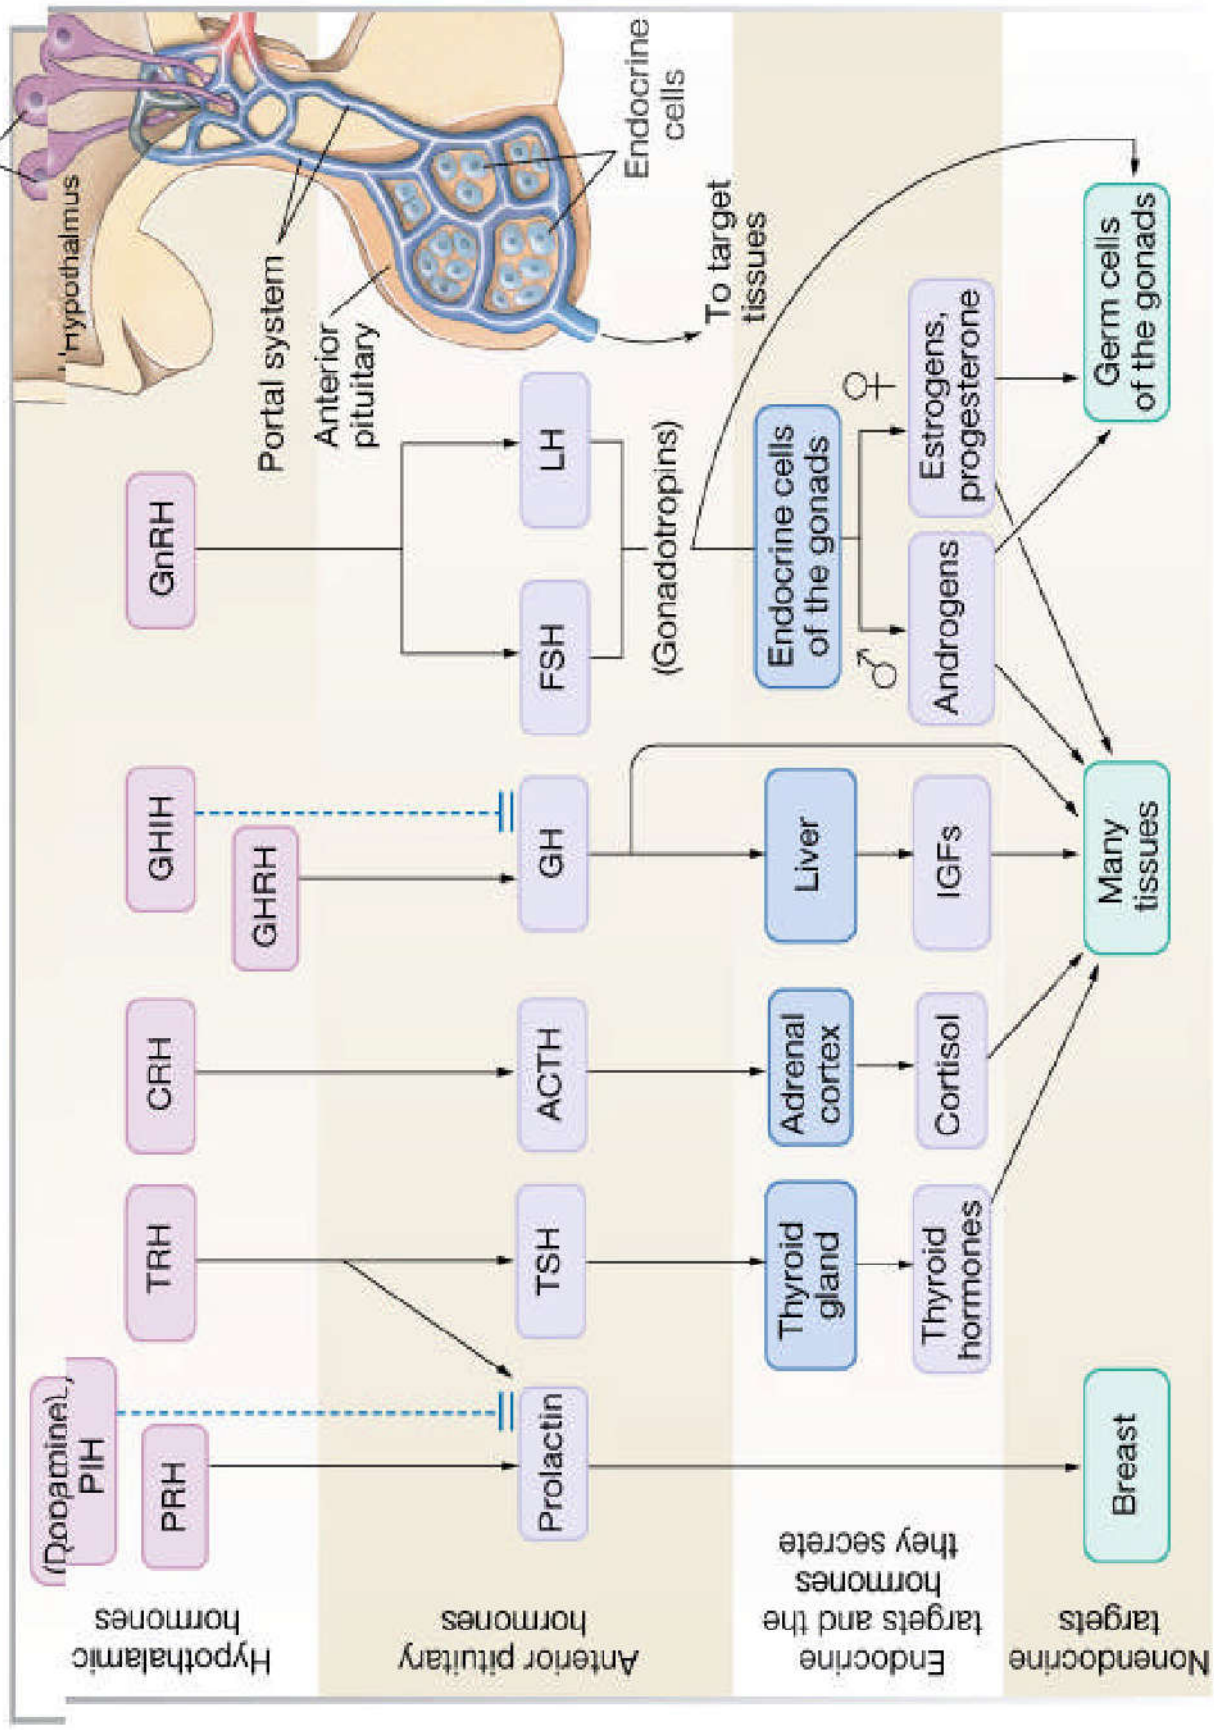 Hypothalamic
hormones
(Dopamine)
PIH
PRH
TRH
CRH
GHIH
GHRH
GnRH
Hypothalmus
Portal system
Anterior
pituitary
Endocrine
cells
To target
tissues
Anterior pituitary
hormones
Prolactin
TSH
ACTH
GH
FSH
LH
(Gonadotropins)
Endocrine
targets and the
hormones
they secrete
Thyroid
gland
Adrenal
cortex
Liver
Endocrine cells
of the gonads
♂
♀
Thyroid
hormones
Cortisol
IGFs
Androgens
Estrogens,
progesterone
Nonendocrine
targets
Breast
Many
tissues
Germ cells
of the gonads